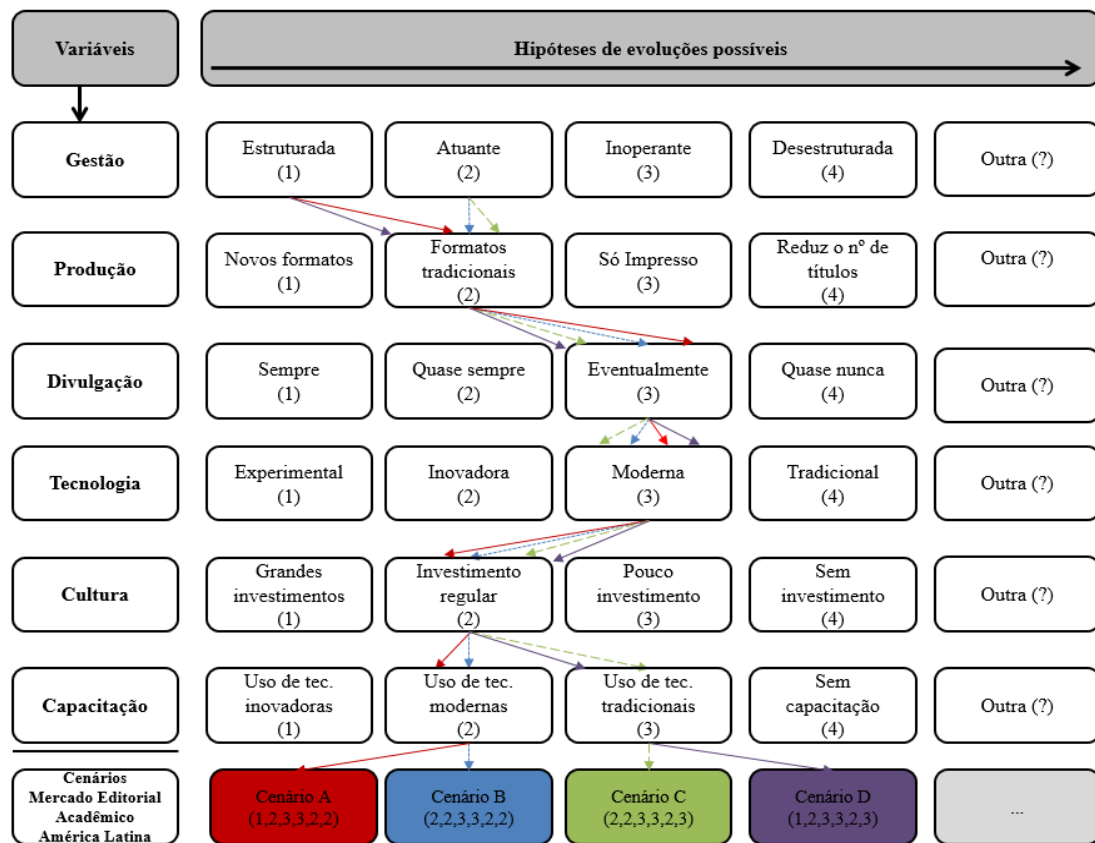 Variáveis
Hipóteses de evoluções possíveis
Gestão
Estruturada
(1)
Atuante
(2)
Inoperante
(3)
Desestruturada
(4)
Outra (?)
Produção
Novos formatos
(1)
Formatos
tradicionais
(2)
Só Impresso
(3)
Reduz o nº de
títulos
(4)
Outra (?)
Divulgação
Sempre
(1)
Quase sempre
(2)
Eventualmente
(3)
Quase nunca
(4)
Outra (?)
Tecnologia
Experimental
(1)
Inovadora
(2)
Moderna
(3)
Tradicional
(4)
Outra (?)
Cultura
Grandes
investimentos
(1)
Investimento
regular
(2)
Pouco
investimento
(3)
Sem
investimento
(4)
Outra (?)
Capacitação
Uso de tec.
inovadoras
(1)
Uso de tec.
modernas
(2)
Uso de tec.
tradicionais
(3)
Sem
capacitação
(4)
Outra (?)
Cenários
Mercado Editorial
Acadêmico
América Latina
Cenário A
(1,2,3,3,2,2)
Cenário B
(2,2,3,3,2,2)
Cenário C
(2,2,3,3,2,3)
Cenário D
(1,2,3,3,2,3)
...